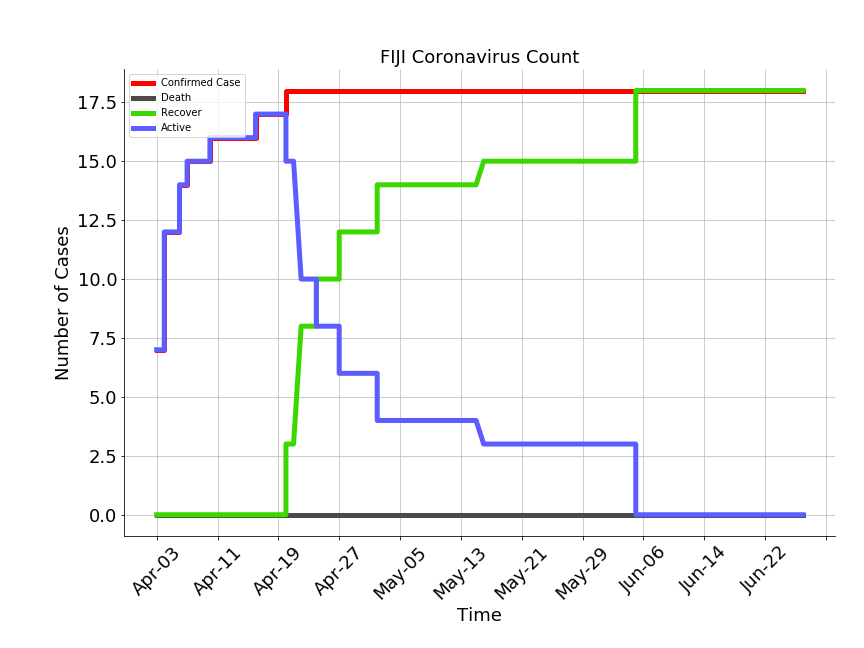 FIJI Coronavirus Count
Confirmed Case
Death
Recover
Active
17.5
15.0
12.5
10.0
7.5
5.0
2.5
0.0
Number of Cases
Apr-03
Apr-11
Apr-19
Apr-27
May-05
May-13
May-21
May-29
Jun-06
Jun-14
Jun-22
Time